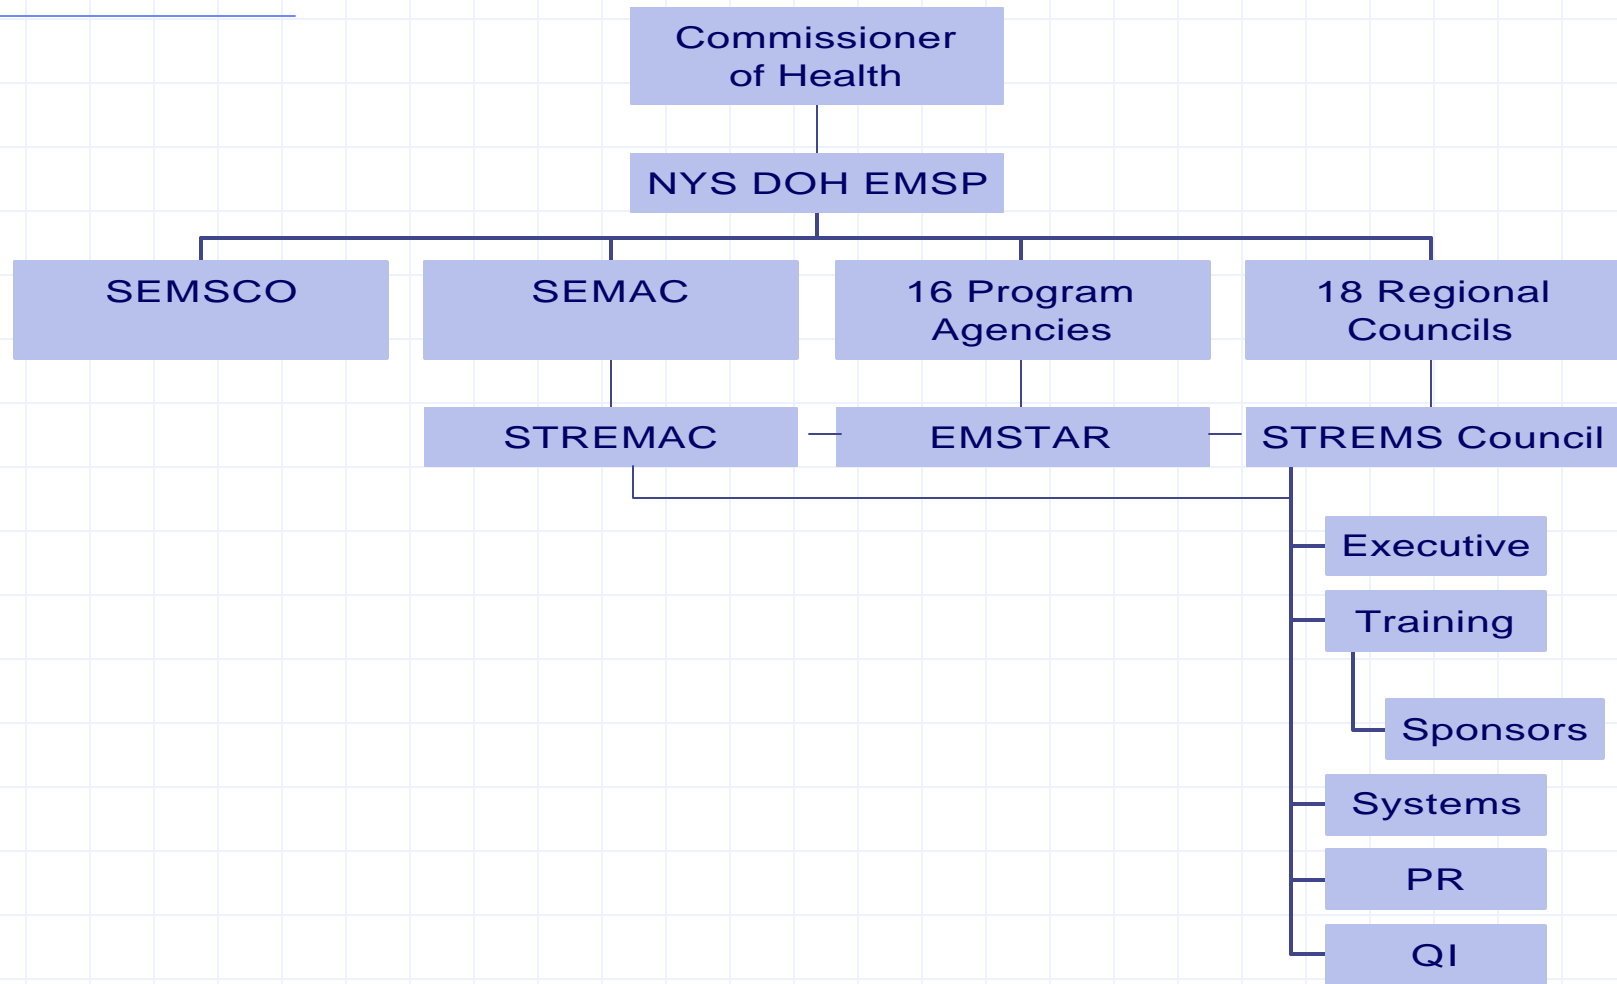 Commissioner
of Health
NYS DOH EMSP
SEMSCO
SEMAC
16 Program
Agencies
18 Regional
Councils
STREMAC
EMSTAR
STREMS Council
Executive
Training
Sponsors
Systems
PR
QI